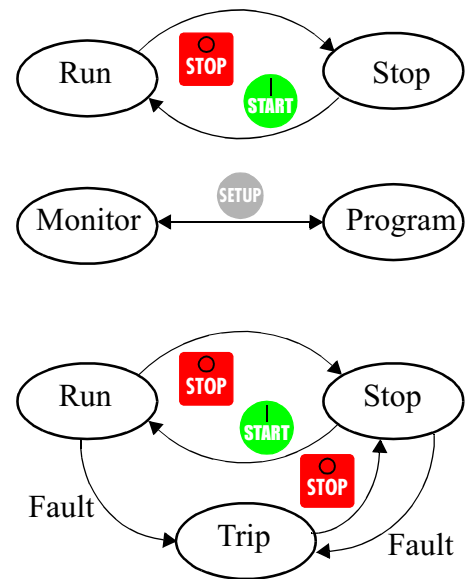 Run
STOP
Stop
START
Monitor
SETUP
Program
Run
STOP
Stop
START
STOP
Fault
Trip
Fault